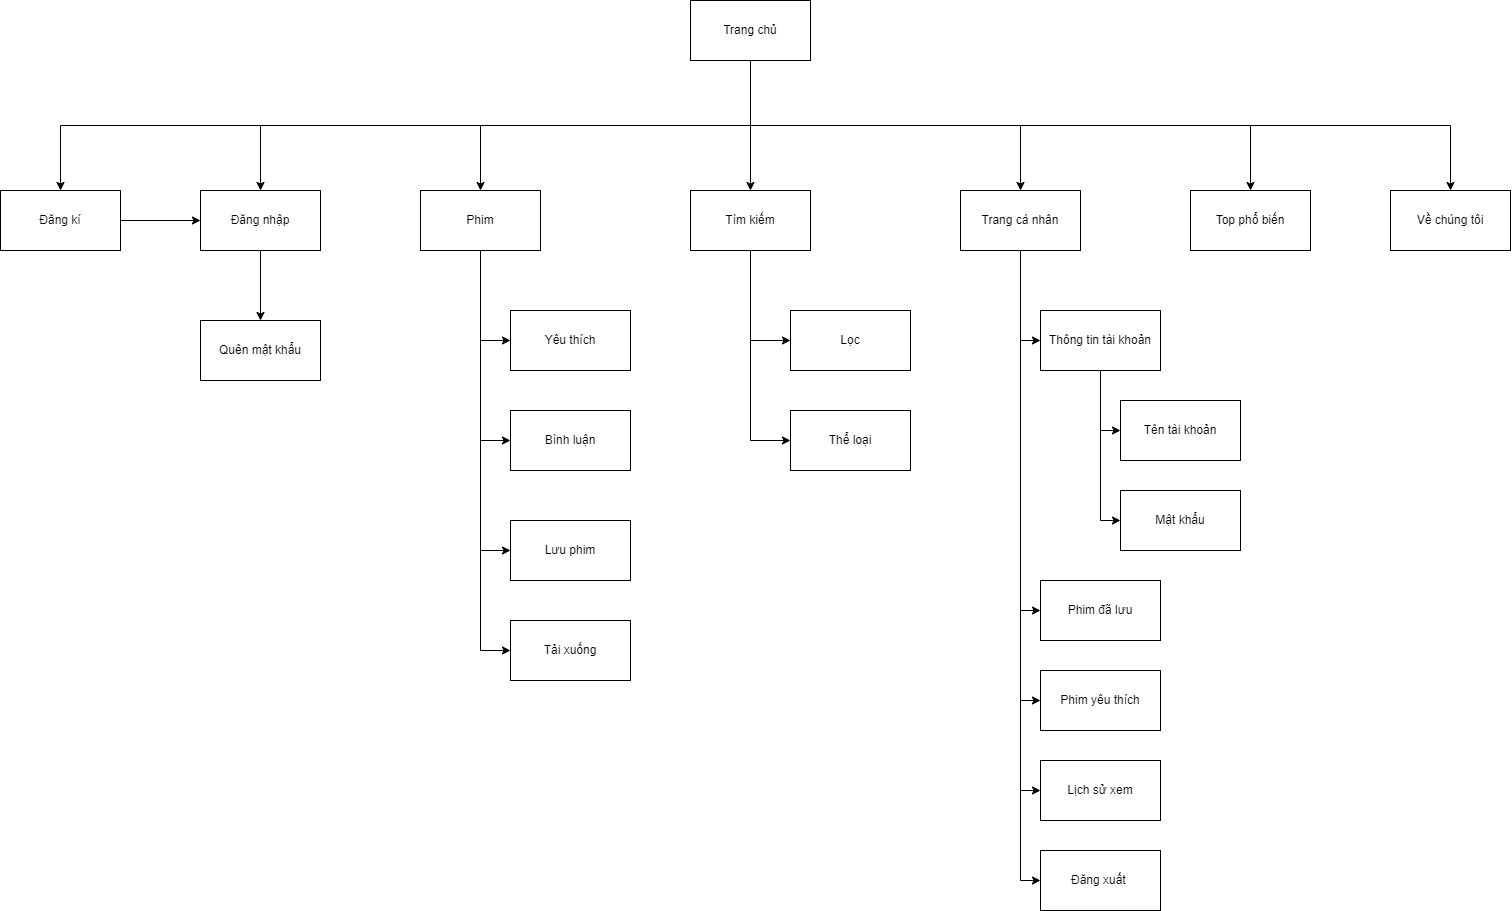 Trang chủ
Đăng kí
Đăng nhập
Phim
Tìm kiếm
Trang cá nhân
Top phổ biến
Về chúng tôi
Quên mật khẩu
Yêu thích
Bình luận
Lưu phim
Tải xuống
Lọc
Thể loại
Thông tin tài khoản
Tên tài khoản
Mật khẩu
Phim đã lưu
Phim yêu thích
Lịch sử xem
Đăng xuất